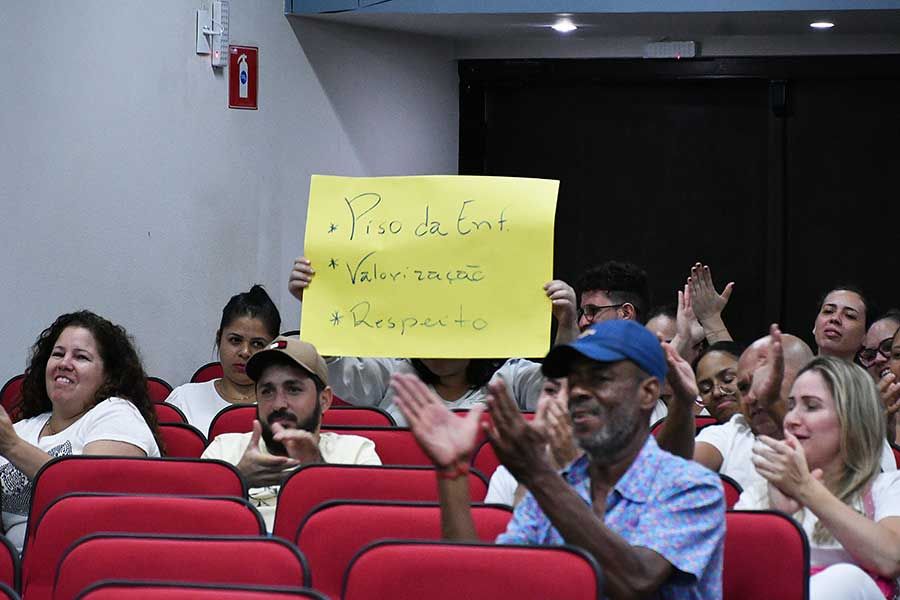 * Piso da Enf.
* Valorização
* Respeito